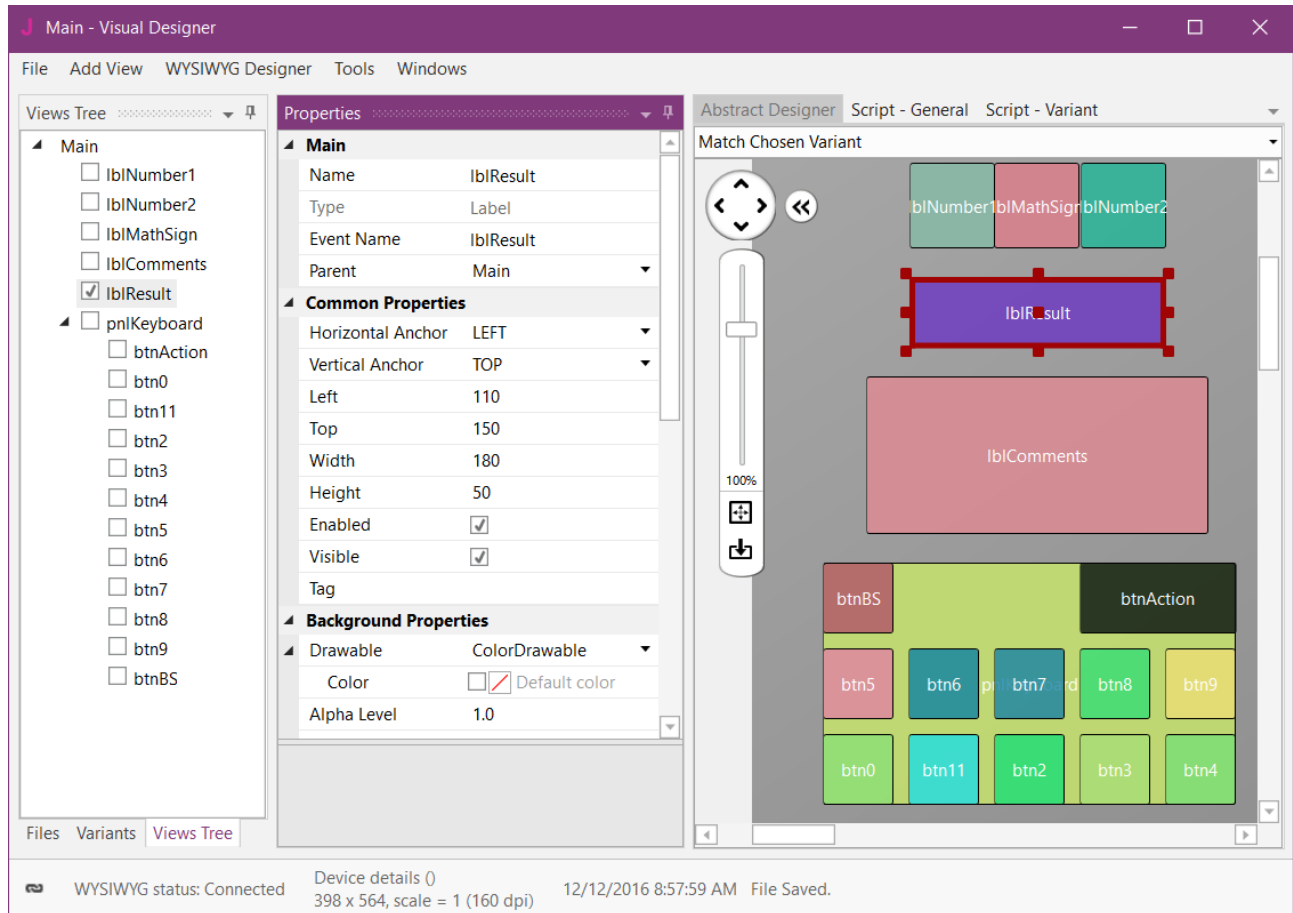 J Main - Visual Designer
File Add View WYSIWYG Designer Tools Windows
Views Tree
Main
lblNumber1
lblNumber2
lblMathSign
lblComments
lblResult
pnlKeyboard
btnAction
btn0
btn11
btn2
btn3
btn4
btn5
btn6
btn7
btn8
btn9
btnBS
Files Variants Views Tree
Properties
Main
Name lblResult
Type Label
Event Name lblResult
Parent Main
Common Properties
Horizontal Anchor LEFT
Vertical Anchor TOP
Left 110
Top 150
Width 180
Height 50
Enabled
Visible
Tag
Background Properties
Drawable ColorDrawable
Color Default color
Alpha Level 1.0
Abstract Designer Script - General Script - Variant
Match Chosen Variant
lblNumber1 lblMathSign lblNumber2
lblResult
lblComments
100%
btnBS btnAction
btn5 btn6 btn7 btn8 btn9
btn0 btn11 btn2 btn3 btn4
WYSIWYG status: Connected
Device details ()
398 x 564, scale = 1 (160 dpi)
12/12/2016 8:57:59 AM File Saved.